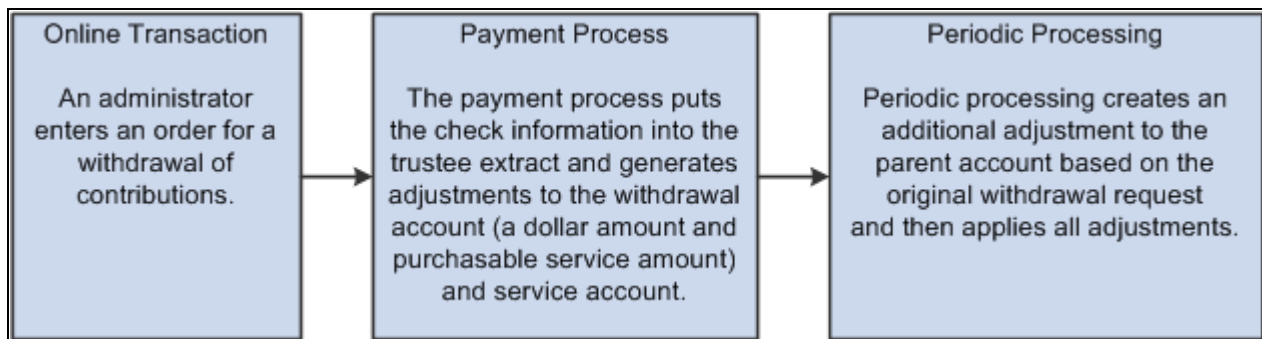 Online Transaction
An administrator
enters an order for a
withdrawal of
contributions.
Payment Process
The payment process puts
the check information into the
trustee extract and generates
adjustments to the withdrawal
account (a dollar amount and
purchasable service amount)
and service account.
Periodic Processing
Periodic processing creates an
additional adjustment to the
parent account based on the
original withdrawal request
and then applies all adjustments.